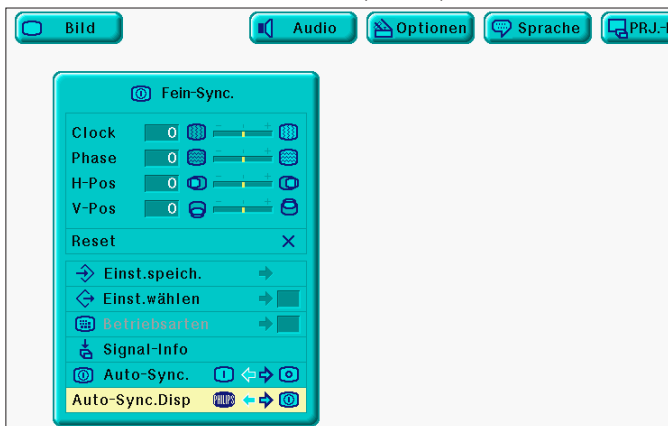 Bild Audio Optionen Sprache PRJ.-
Fein-Sync.
Clock 0
Phase 0
H-Pos 0
V-Pos 0
Reset
Einst.speich.
Einst.wählen
Betriebsarten
Signal-Info
Auto-Sync.
Auto-Sync.Disp PHILIPS